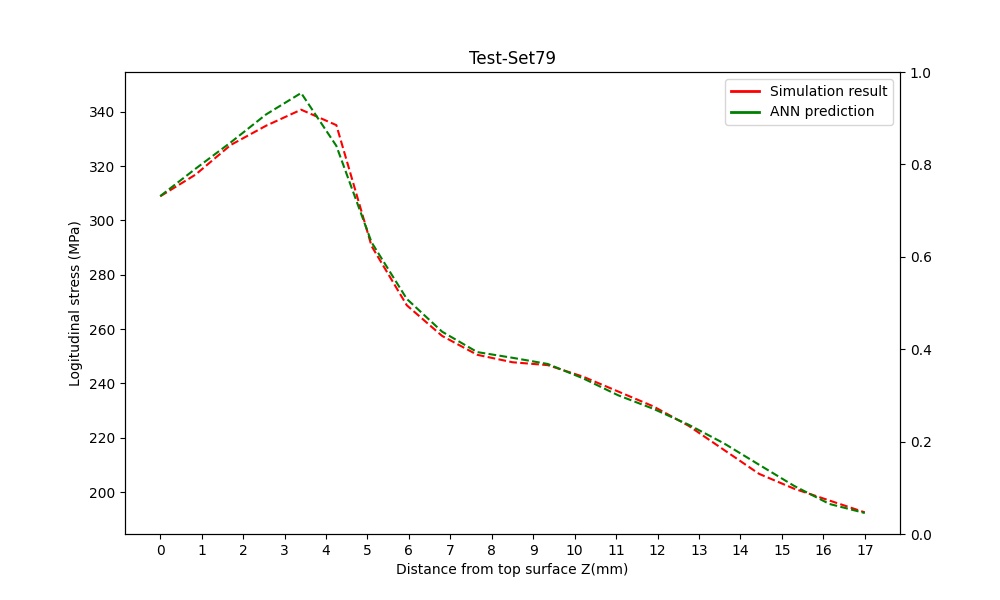 Test-Set79
Simulation result
ANN prediction
340
320
300
280
260
240
220
200
Logitudinal stress (MPa)
1.0
0.8
0.6
0.4
0.2
0.0
0 1 2 3 4 5 6 7 8 9 10 11 12 13 14 15 16 17
Distance from top surface Z(mm)